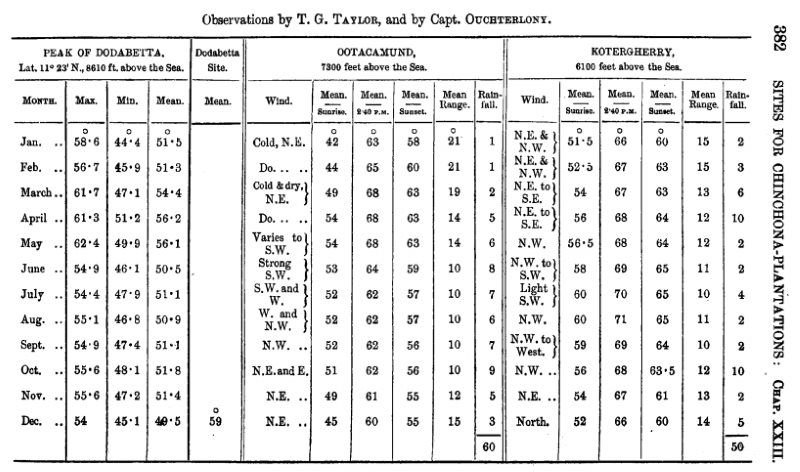 Observations by T. G. TAYLOR, and by Capt. OUCHTERLONY.
PEAK OF DODABETTA, Lat. 11° 23' N., 8610 ft. above the Sea. | Dodabetta Site. | OOTACAMUND, 7300 feet above the Sea. | KOTERGHERRY, 6100 feet above the Sea.
MONTH. | Max. | Min. | Mean. | Mean. | Wind. | Mean. Sunrise. | Mean. 2·40 P.M. | Mean. Sunset. | Mean Range. | Rain-fall. | Wind. | Mean. Sunrise. | Mean. 2·40 P.M. | Mean. Sunset. | Mean Range. | Rain-fall.
Jan. .. | 58°·6 | 44°·4 | 51°·5 | | Cold, N.E. | 42° | 63° | 58° | 21° | 1 | N.E. & N.W. | 51°·5 | 66° | 60° | 15 | 2
Feb. .. | 56·7 | 45·9 | 51·3 | | Do. .. .. | 44 | 65 | 60 | 21 | 1 | N.E. & N.W. | 52·5 | 67 | 63 | 15 | 3
March .. | 61·7 | 47·1 | 54·4 | | Cold & dry, N.E. | 49 | 68 | 63 | 19 | 2 | N.E. to S.E. | 54 | 67 | 63 | 13 | 6
April .. | 61·3 | 51·2 | 56·2 | | Do. .. .. | 54 | 68 | 63 | 14 | 5 | N.E. to S.E. | 56 | 68 | 64 | 12 | 10
May .. | 62·4 | 49·9 | 56·1 | | Varies to S.W. | 54 | 68 | 63 | 14 | 6 | N.W. | 56·5 | 68 | 64 | 12 | 2
June .. | 54·9 | 46·1 | 50·5 | | Strong S.W. | 53 | 64 | 59 | 10 | 8 | N.W. to S.W. | 58 | 69 | 65 | 11 | 2
July .. | 54·4 | 47·9 | 51·1 | | S.W. and W. | 52 | 62 | 57 | 10 | 7 | Light S.W. | 60 | 70 | 65 | 10 | 4
Aug. .. | 55·1 | 46·8 | 50·9 | | W. and N.W. | 52 | 62 | 57 | 10 | 6 | N.W. | 60 | 71 | 65 | 11 | 2
Sept. .. | 54·9 | 47·4 | 51·1 | | N.W. .. | 52 | 62 | 56 | 10 | 7 | N.W. to West. | 59 | 69 | 64 | 10 | 2
Oct. .. | 55·6 | 48·1 | 51·8 | | N.E. and E. | 51 | 62 | 56 | 10 | 9 | N.W. .. | 56 | 68 | 63·5 | 12 | 10
Nov. .. | 55·6 | 47·2 | 51·4 | | N.E. .. | 49 | 61 | 55 | 12 | 5 | N.E. .. | 54 | 67 | 61 | 13 | 2
Dec. .. | 54 | 45·1 | 49·5 | 59° | N.E. .. | 45 | 60 | 55 | 15 | 3 | North. | 52 | 66 | 60 | 14 | 5
60 | 50
382 SITES FOR CHINCHONA-PLANTATIONS: CHAP. XXIII.